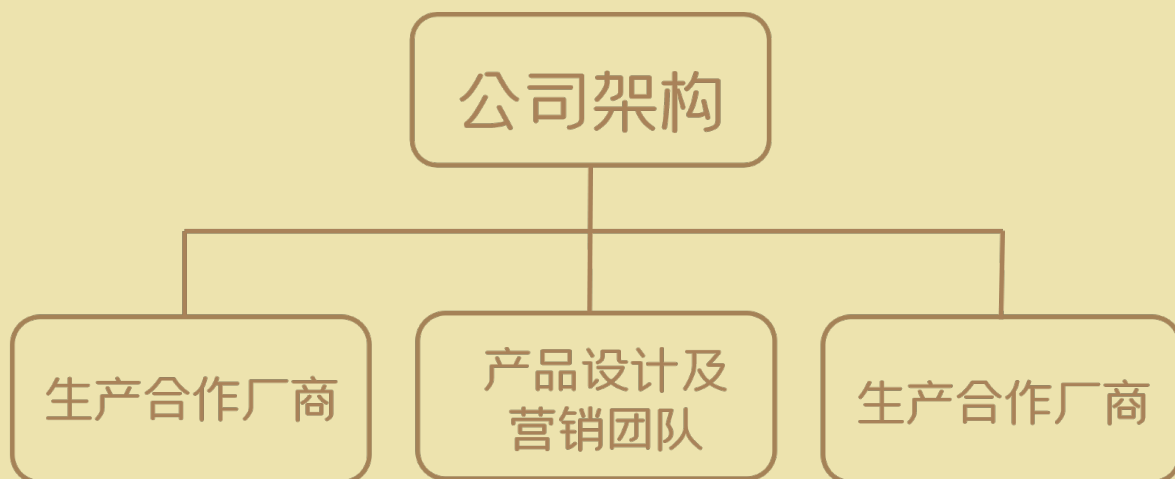 公司架构
生产合作厂商
产品设计及
营销团队
生产合作厂商